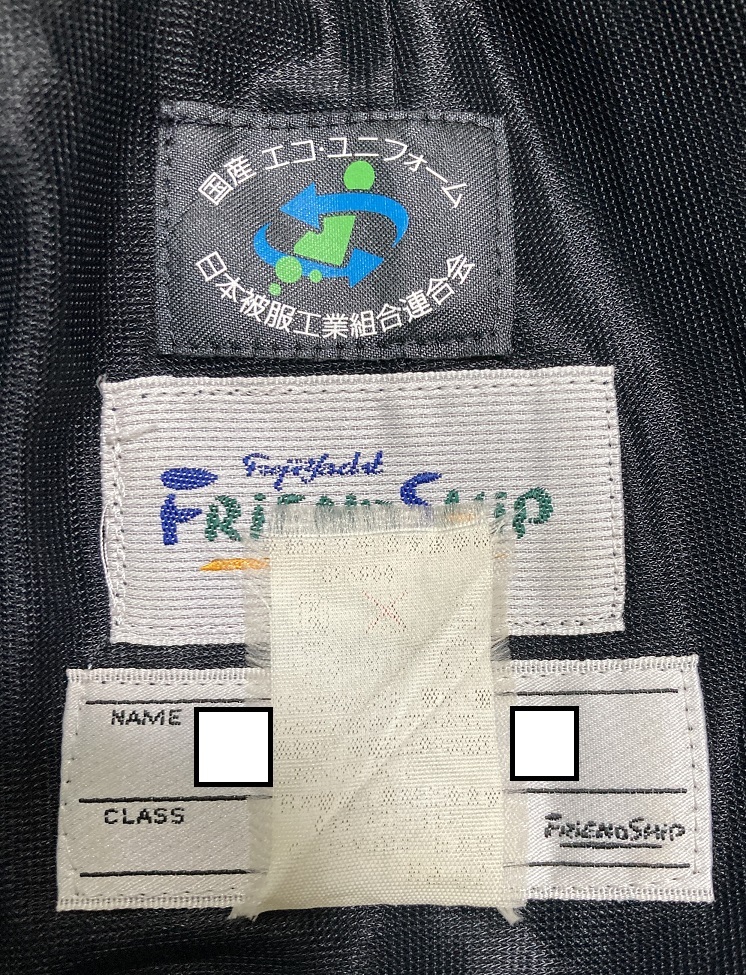 国産 エコ・ユニフォーム
日本被服工業組合連合会
FujiYacht
FRiENDSHiP
NAME
CLASS
FRiENDSHiP